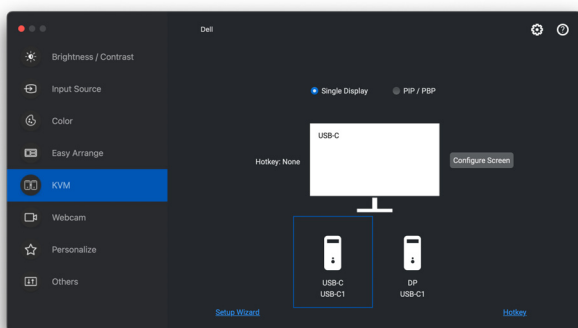 Dell
Brightness / Contrast
Input Source
Color
Easy Arrange
KVM
Webcam
Personalize
Others
Single Display
PIP / PBP
USB-C
Hotkey: None
Configure Screen
USB-C
USB-C1
DP
USB-C1
Setup Wizard
Hotkey